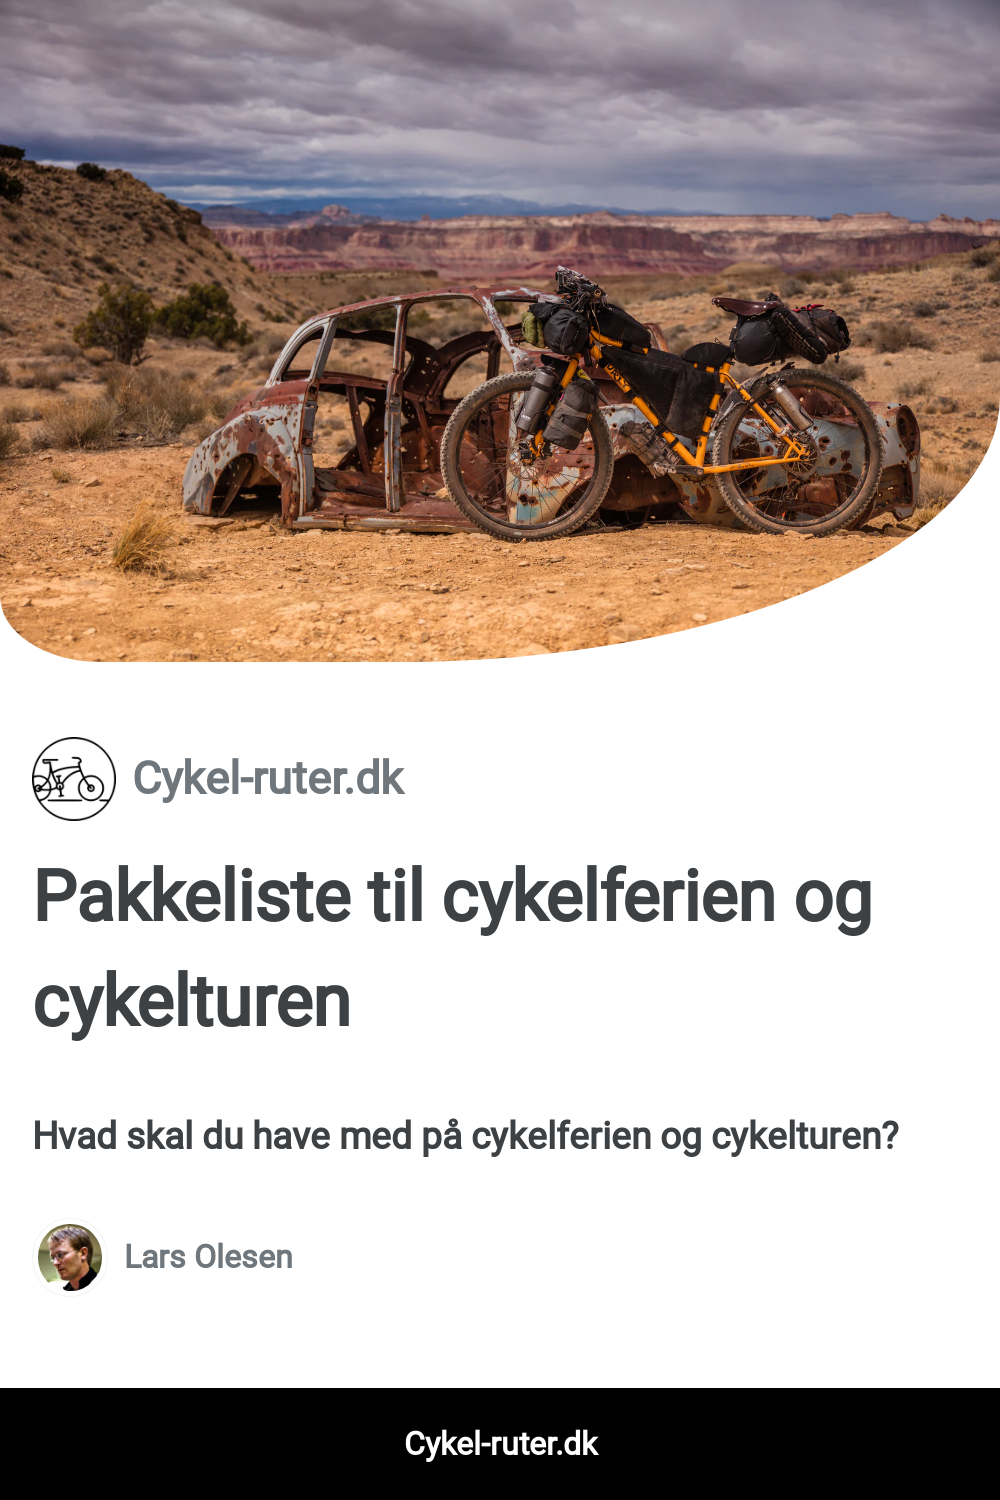 Cykel-ruter.dk
Pakkeliste til cykelferien og
cykelturen
Hvad skal du have med på cykelferien og cykelturen?
Lars Olesen
Cykel-ruter.dk